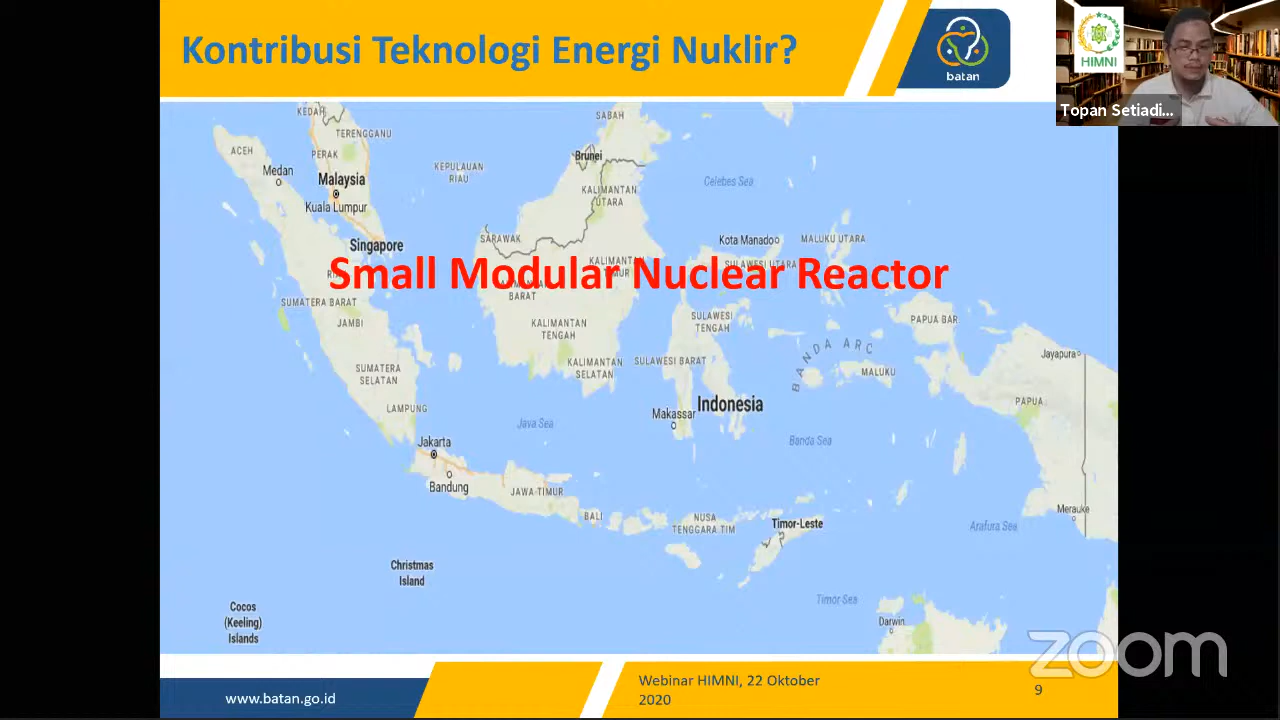 Kontribusi Teknologi Energi Nuklir?
batan
HIMNI
Topan Setiadi...
KEDAH
TERENGGANU
PERAK
ACEH
Medan
Malaysia
Kuala Lumpur
KEPULAUAN
RIAU
SABAH
Brunei
KALIMANTAN
UTARA
Celebes Sea
Singapore
SARAWAK
Kota Manado
MALUKU UTARA
SULAWESI UTARA
Small Modular Nuclear Reactor
KALIMANTAN
TIMUR
BARAT
SUMATERA BARAT
JAMBI
SULAWESI
TENGAH
PAPUA BAR.
KALIMANTAN
TENGAH
BANDA ARC
Jayapura
SUMATERA
SELATAN
KALIMANTAN
SELATAN
SULAWESI BARAT
MALUKU
LAMPUNG
Makassar
Indonesia
PAPUA
Java Sea
Jakarta
Banda Sea
Bandung
JAWA TIMUR
BALI
NUSA
TENGGARA TIM
Timor-Leste
Merauke
Arafura Sea
Christmas
Island
Timor Sea
Cocos
(Keeling)
Islands
Darwin
zoom
www.batan.go.id
Webinar HIMNI, 22 Oktober
2020
9